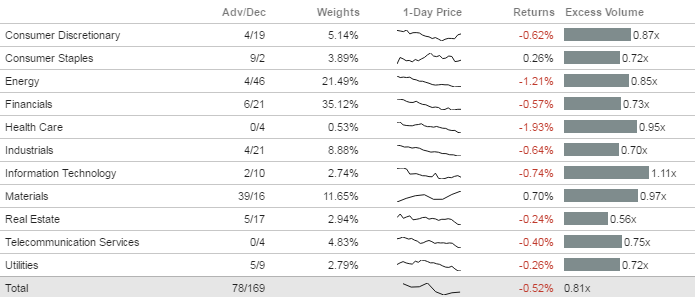 Adv/Dec Weights 1-Day Price Returns Excess Volume
Consumer Discretionary 4/19 5.14% -0.62% 0.87x
Consumer Staples 9/2 3.89% 0.26% 0.72x
Energy 4/46 21.49% -1.21% 0.85x
Financials 6/21 35.12% -0.57% 0.73x
Health Care 0/4 0.53% -1.93% 0.95x
Industrials 4/21 8.88% -0.64% 0.70x
Information Technology 2/10 2.74% -0.74% 1.11x
Materials 39/16 11.65% 0.70% 0.97x
Real Estate 5/17 2.94% -0.24% 0.56x
Telecommunication Services 0/4 4.83% -0.40% 0.75x
Utilities 5/9 2.79% -0.26% 0.72x
Total 78/169 -0.52% 0.81x